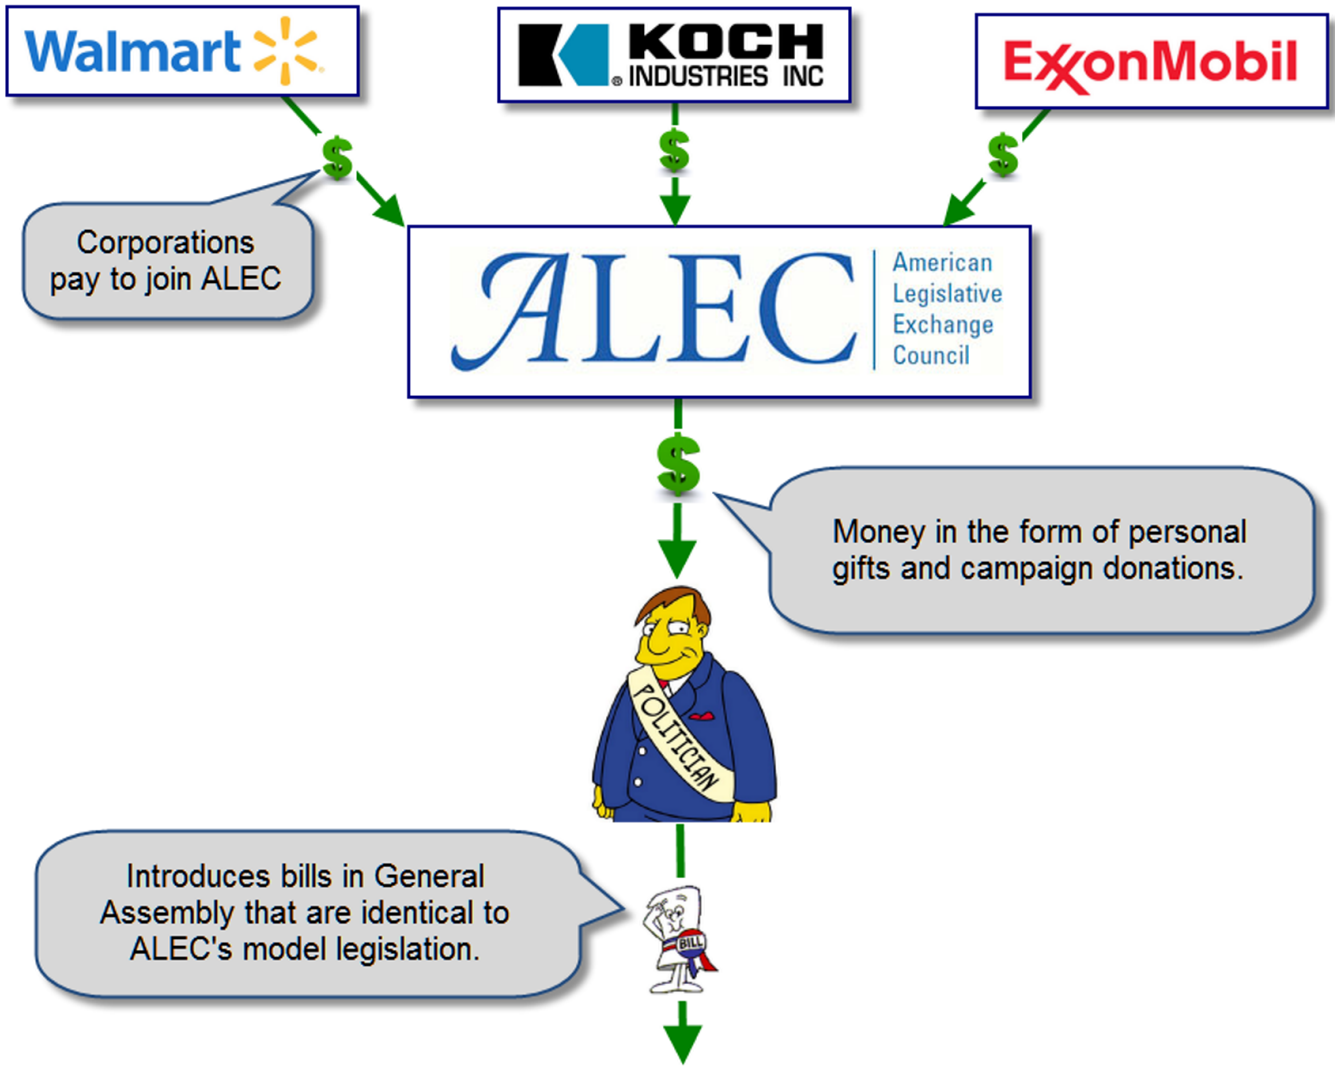 Walmart
KOCH
INDUSTRIES INC
ExxonMobil
$
$
$
Corporations
pay to join ALEC
ALEC
American
Legislative
Exchange
Council
$
Money in the form of personal
gifts and campaign donations.
POLITICIAN
Introduces bills in General
Assembly that are identical to
ALEC's model legislation.
BILL